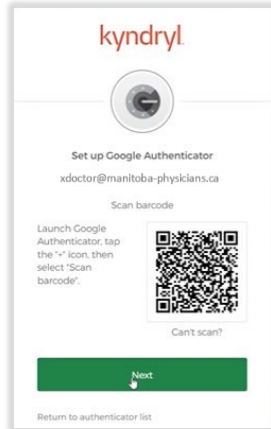 kyndryl
Set up Google Authenticator
xdoctor@manitoba-physicians.ca
Scan barcode
Launch Google
Authenticator, tap
the "+" icon, then
select "Scan
barcode".
Can't scan?
Next
Return to authenticator list